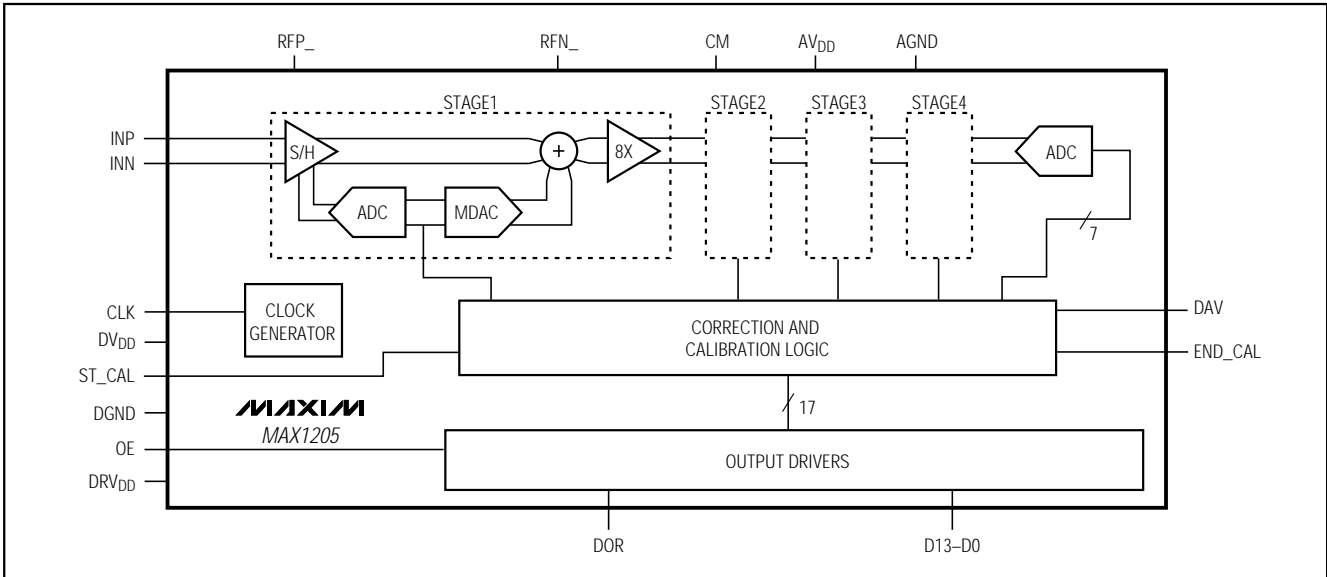 RFP_
RFN_
CM
AVDD
AGND
STAGE1
STAGE2
STAGE3
STAGE4
INP
INN
S/H
+
8X
ADC
ADC
MDAC
7
CLK
CLOCK
GENERATOR
DVDD
ST_CAL
CORRECTION AND
CALIBRATION LOGIC
DAV
END_CAL
DGND
MAXIM
MAX1205
17
OE
OUTPUT DRIVERS
DRVDD
DOR
D13–D0